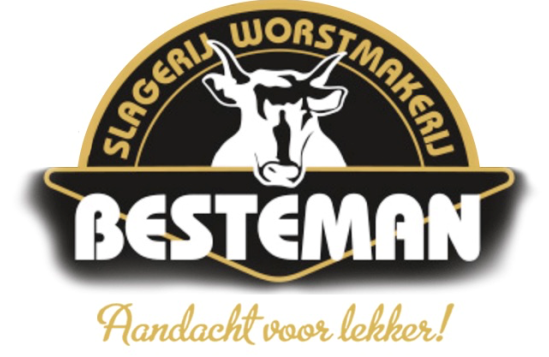 SLAGERIJ WORSTMAKERIJ
BESTEMAN
Aandacht voor lekker!